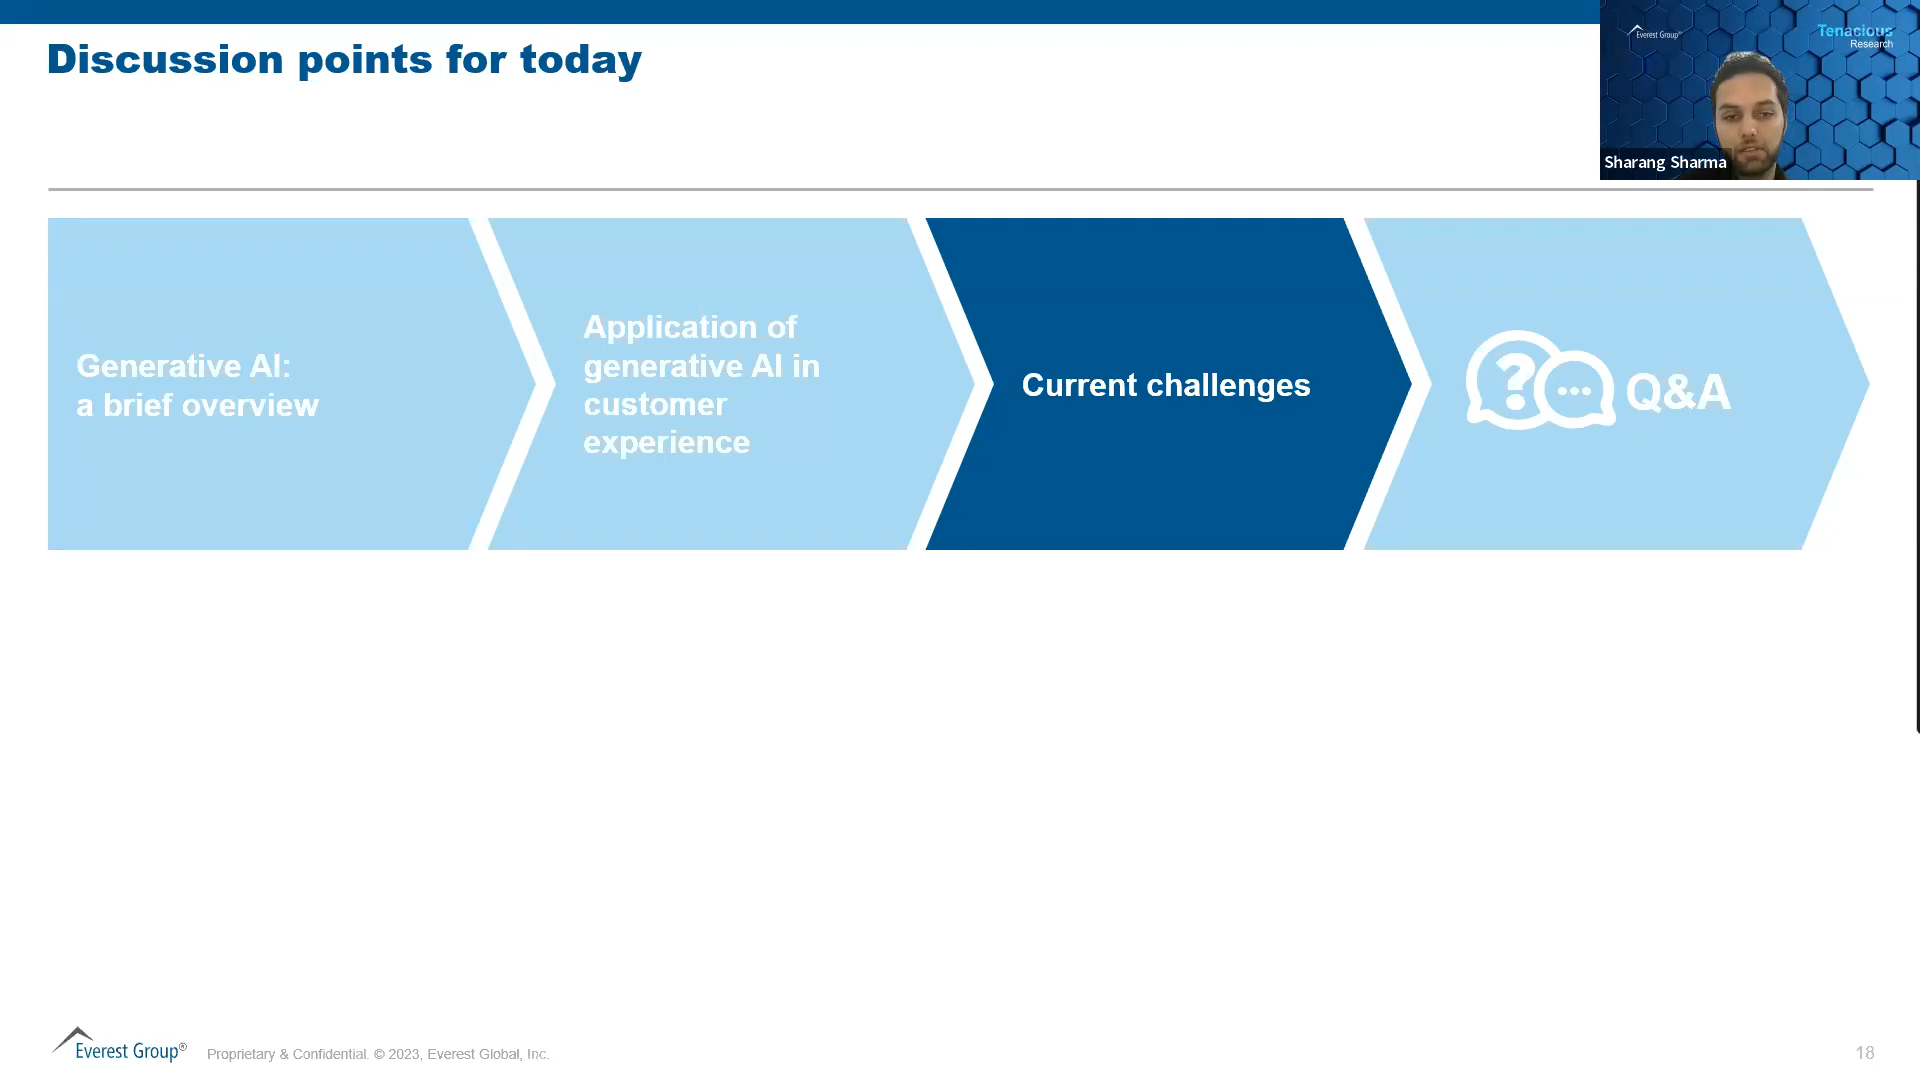 Discussion points for today
Everest Group®
Tenacious
Research
Sharang Sharma
Generative AI:
a brief overview
Application of
generative AI in
customer
experience
Current challenges
Q&A
Everest Group®
Proprietary & Confidential. © 2023, Everest Global, Inc.
18